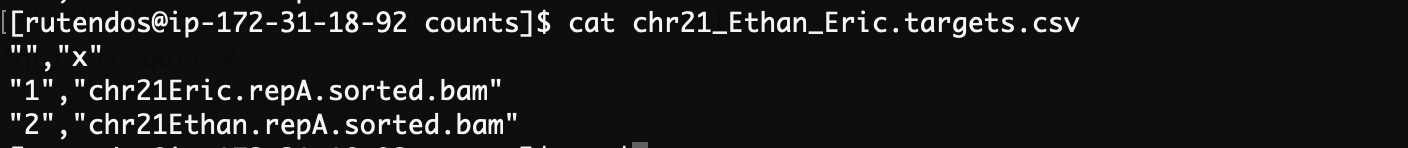 [rutendos@ip-172-31-18-92 counts]$ cat chr21_Ethan_Eric.targets.csv
"","x"
"1","chr21Eric.repA.sorted.bam"
"2","chr21Ethan.repA.sorted.bam"